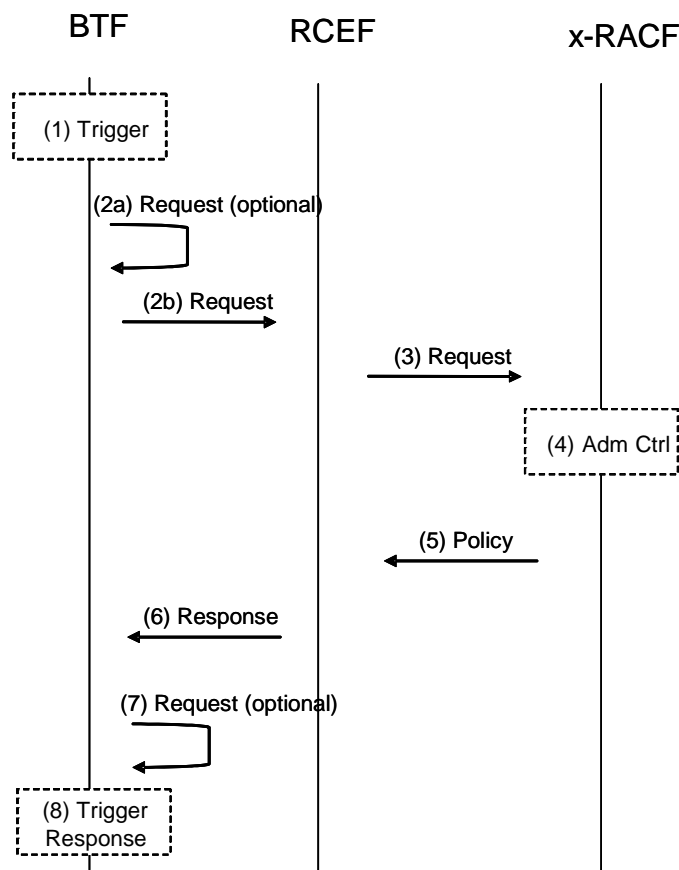 BTF
RCEF
x-RACF
(1) Trigger
(2a) Request (optional)
(2b) Request
(3) Request
(4) Adm Ctrl
(5) Policy
(6) Response
(7) Request (optional)
(8) Trigger
Response